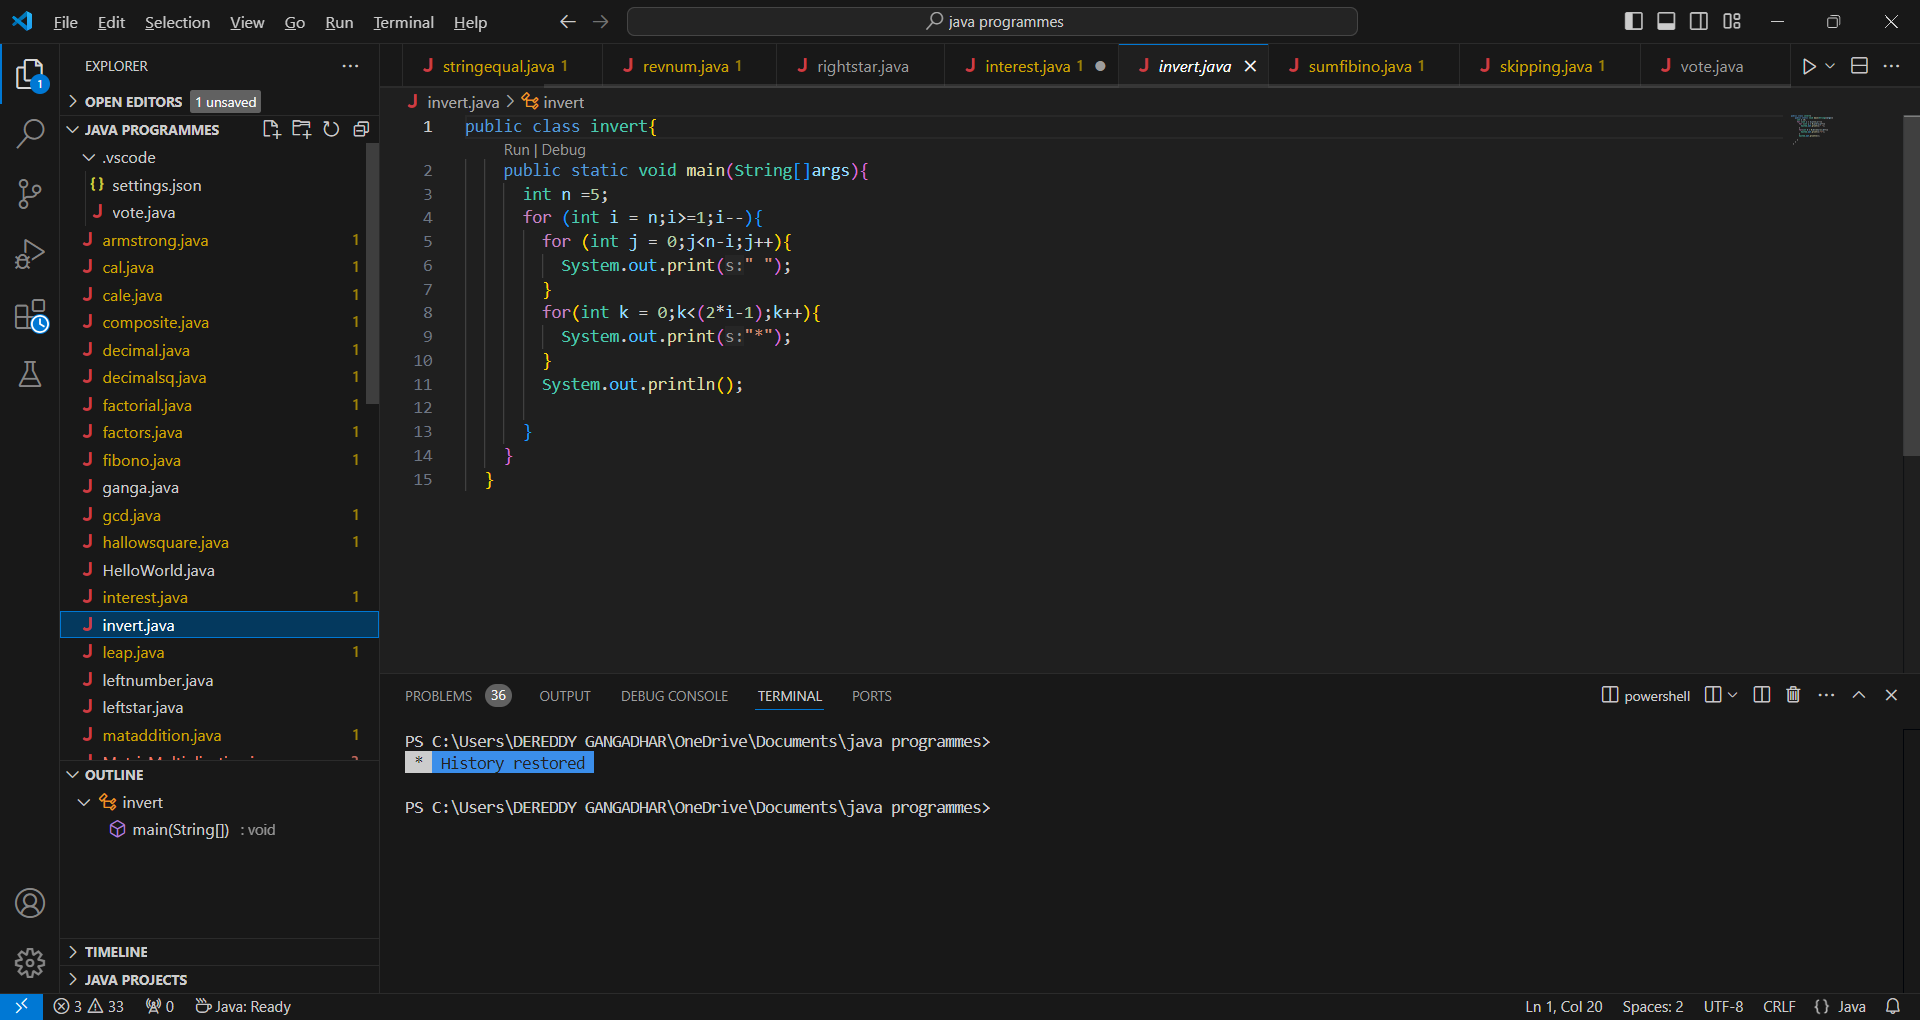 File Edit Selection View Go Run Terminal Help
java programmes
EXPLORER
OPEN EDITORS 1 unsaved
JAVA PROGRAMMES
.vscode
{} settings.json
J vote.java
J armstrong.java 1
J cal.java 1
J cale.java 1
J composite.java 1
J decimal.java 1
J decimalsq.java 1
J factorial.java 1
J factors.java 1
J fibono.java 1
J ganga.java
J gcd.java 1
J hallowsquare.java 1
J HelloWorld.java
J interest.java 1
J invert.java
J leap.java 1
J leftnumber.java
J leftstar.java
J mataddition.java 1
OUTLINE
invert
main(String[]) : void
TIMELINE
JAVA PROJECTS
J stringequal.java 1 J revnum.java 1 J rightstar.java J interest.java 1 J invert.java J sumfibino.java 1 J skipping.java 1 J vote.java
J invert.java > invert
1 public class invert{
Run | Debug
2 public static void main(String[]args){
3 int n =5;
4 for (int i = n;i>=1;i--){
5 for (int j = 0;j<n-i;j++){
6 System.out.print(s:" ");
7 }
8 for(int k = 0;k<(2*i-1);k++){
9 System.out.print(s:"*");
10 }
11 System.out.println();
12
13 }
14 }
15 }
PROBLEMS 36 OUTPUT DEBUG CONSOLE TERMINAL PORTS
powershell
PS C:\Users\DEREDDY GANGADHAR\OneDrive\Documents\java programmes>
* History restored
PS C:\Users\DEREDDY GANGADHAR\OneDrive\Documents\java programmes>
1
3 33 0 Java: Ready
Ln 1, Col 20 Spaces: 2 UTF-8 CRLF {} Java